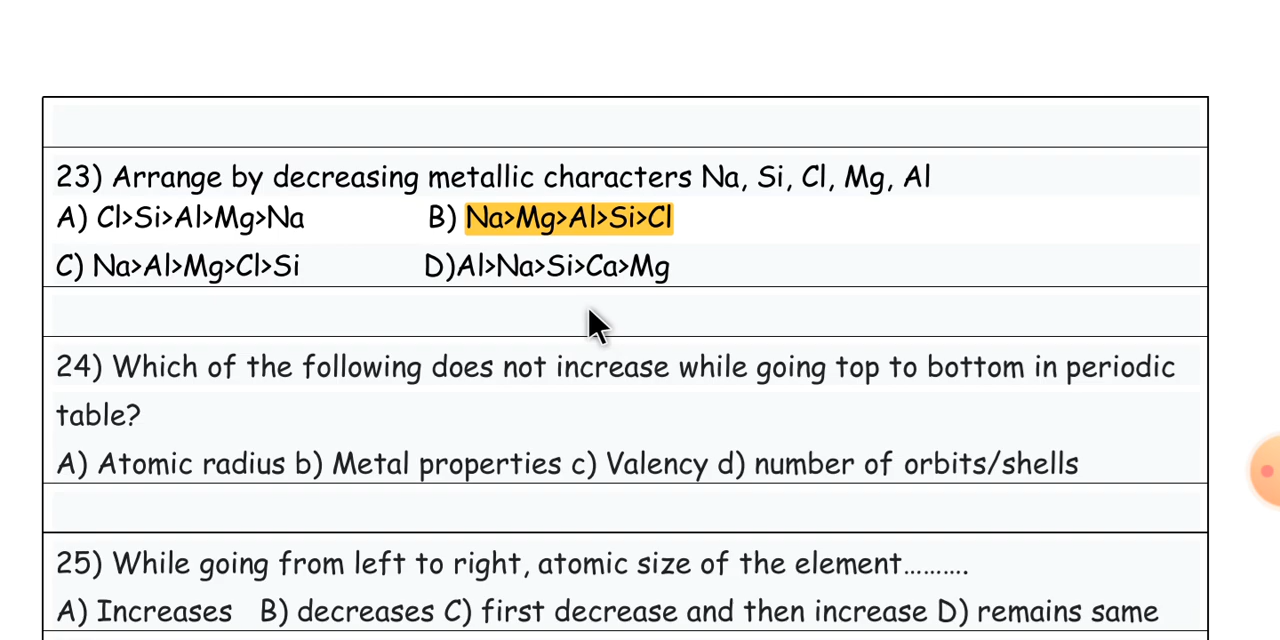 23) Arrange by decreasing metallic characters Na, Si, Cl, Mg, Al
A) Cl>Si>Al>Mg>Na B) Na>Mg>Al>Si>Cl
C) Na>Al>Mg>Cl>Si D)Al>Na>Si>Ca>Mg
24) Which of the following does not increase while going top to bottom in periodic
table?
A) Atomic radius b) Metal properties c) Valency d) number of orbits/shells
25) While going from left to right, atomic size of the element..........
A) Increases B) decreases C) first decrease and then increase D) remains same